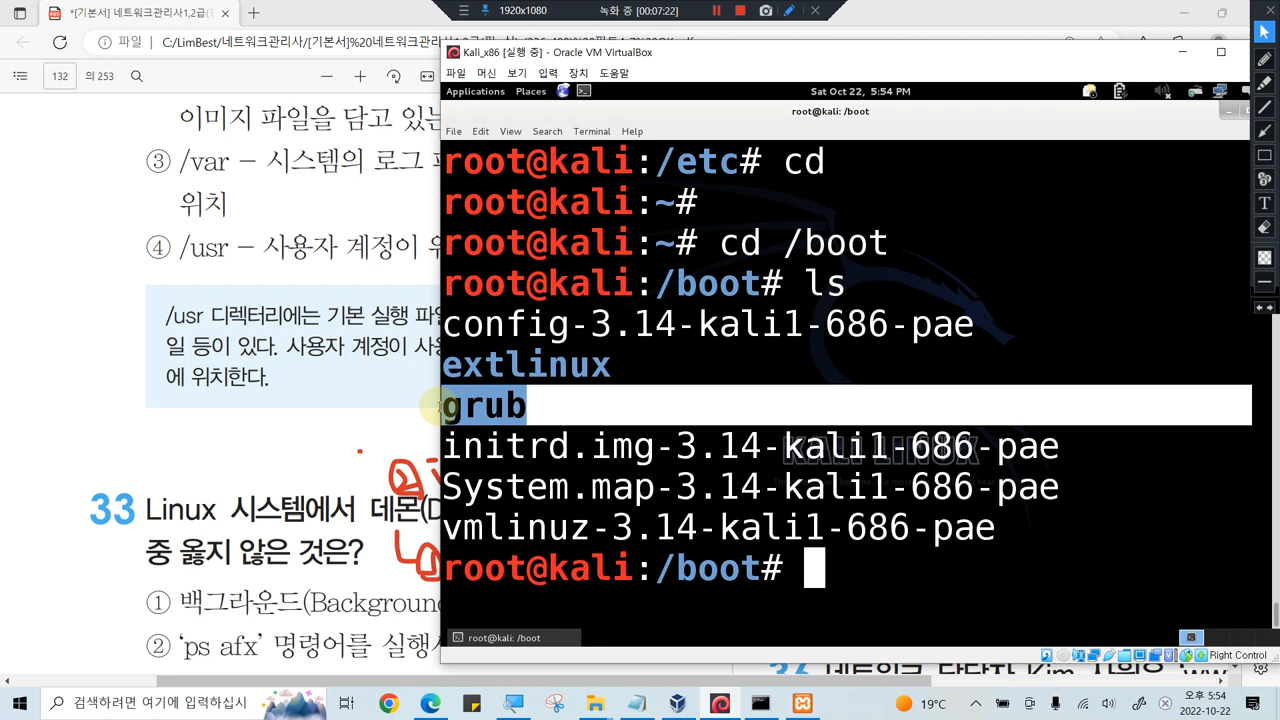 *[기본서] 네트워크관리사1,2급(
1920x1080
녹화 중 [00:07:22]
파일
C:/LimBest/네트워크관리사/[기본서]%20네트워크관리사1,2
132
의 253
Kali_x86 [실행 중] - Oracle VM VirtualBox
파일 머신 보기 입력 장치 도움말
Applications Places
Sat Oct 22, 5:54 PM
root@kali: /boot
File Edit View Search Terminal Help
root@kali:/etc# cd
root@kali:~#
root@kali:~# cd /boot
root@kali:/boot# ls
config-3.14-kali1-686-pae
extlinux
grub
initrd.img-3.14-kali1-686-pae
System.map-3.14-kali1-686-pae
vmlinuz-3.14-kali1-686-pae
root@kali:/boot#
KALI LINUX
root@kali: /boot
Right Control
이미지 파일을 담고 있는
③ /var – 시스템의 로그
위치
④ /usr – 사용자 계정이
/usr 디렉터리에는 기본 실행 파
일 등이 있다. 사용자 계정이 사용
에 위치한다.
33 Linux 시스템에서 데몬(D
중 옳지 않은 것은?
① 백그라운드(Background
② ‘ps afx’ 명령어를
검색하려면 여기에 입력하십시
19°C
오후 5:54
2022-10-22